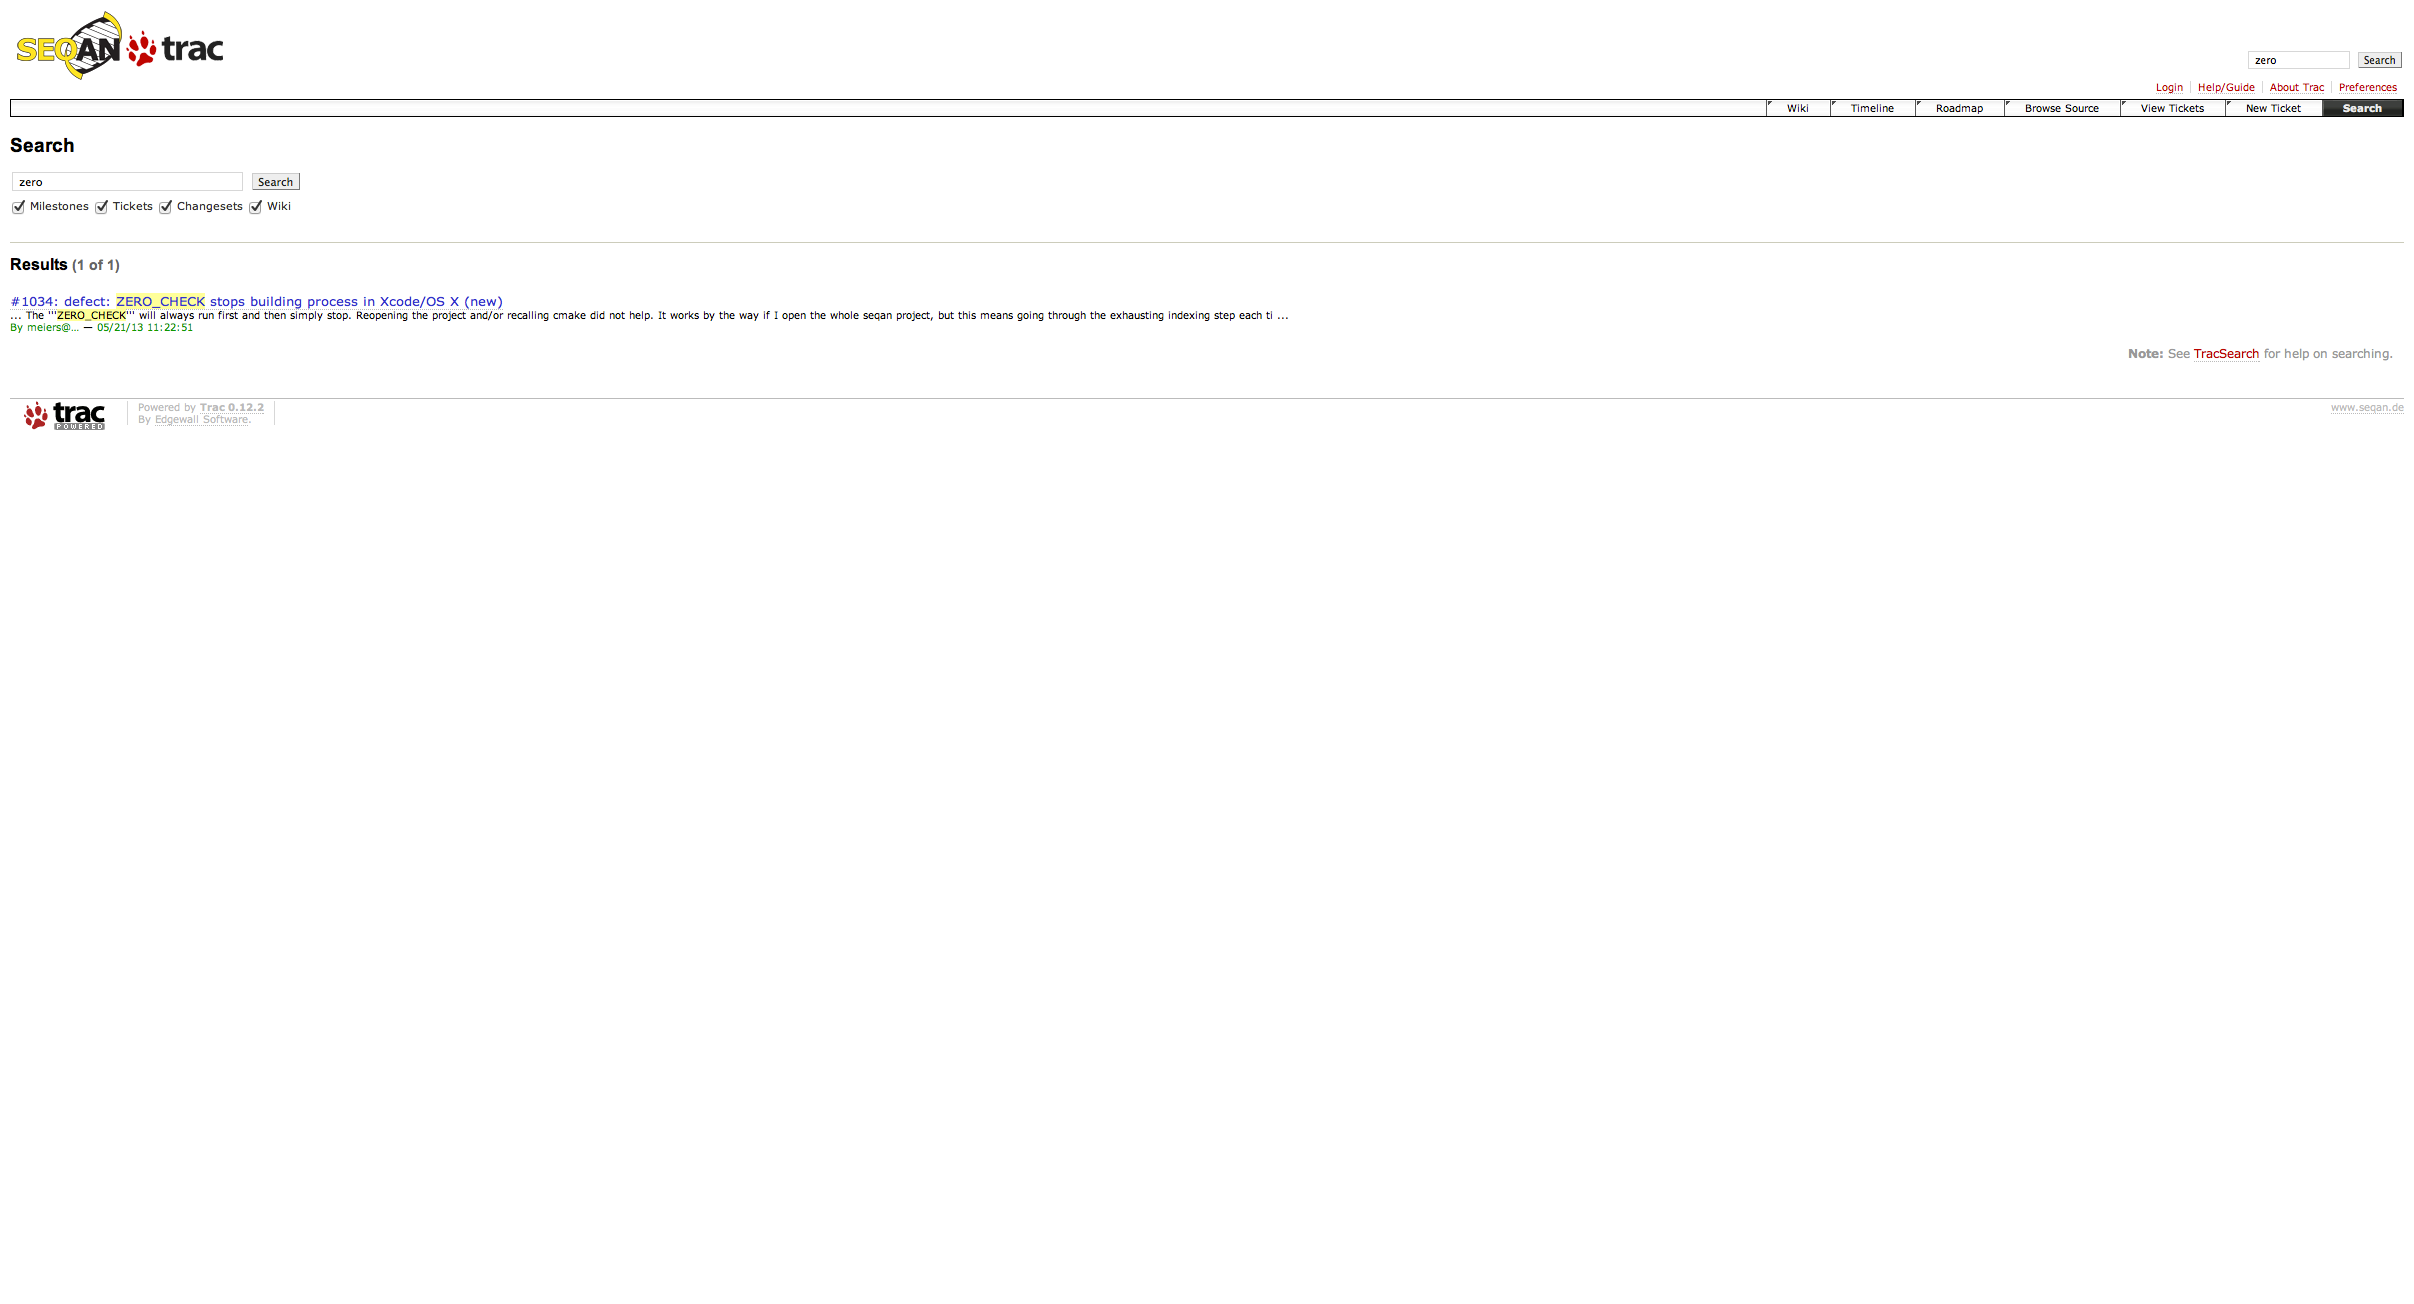 SEQAN trac
zero Search
Login Help/Guide About Trac Preferences
Wiki Timeline Roadmap Browse Source View Tickets New Ticket Search
Search
zero Search
Milestones Tickets Changesets Wiki
Results (1 of 1)
#1034: defect: ZERO_CHECK stops building process in Xcode/OS X (new)
... The '''ZERO_CHECK''' will always run first and then simply stop. Reopening the project and/or recalling cmake did not help. It works by the way if I open the whole seqan project, but this means going through the exhausting indexing step each ti ...
By meiers@… — 05/21/13 11:22:51
Note: See TracSearch for help on searching.
trac POWERED
Powered by Trac 0.12.2
By Edgewall Software.
www.seqan.de